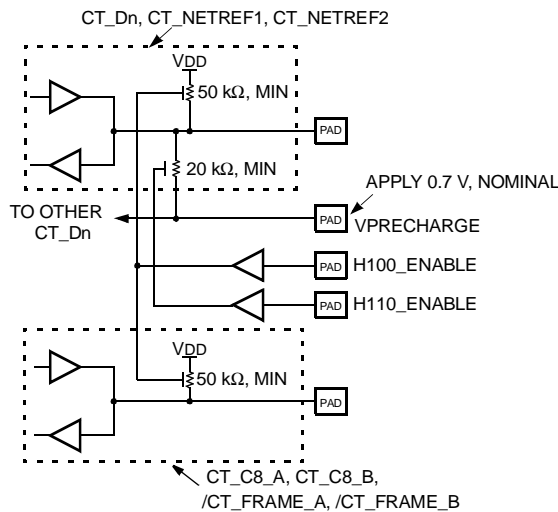 CT_Dn, CT_NETREF1, CT_NETREF2
VDD
50 kΩ, MIN
PAD
20 kΩ, MIN
APPLY 0.7 V, NOMINAL
TO OTHER
CT_Dn
PAD
VPRECHARGE
PAD
H100_ENABLE
PAD
H110_ENABLE
VDD
50 kΩ, MIN
PAD
CT_C8_A, CT_C8_B,
/CT_FRAME_A, /CT_FRAME_B